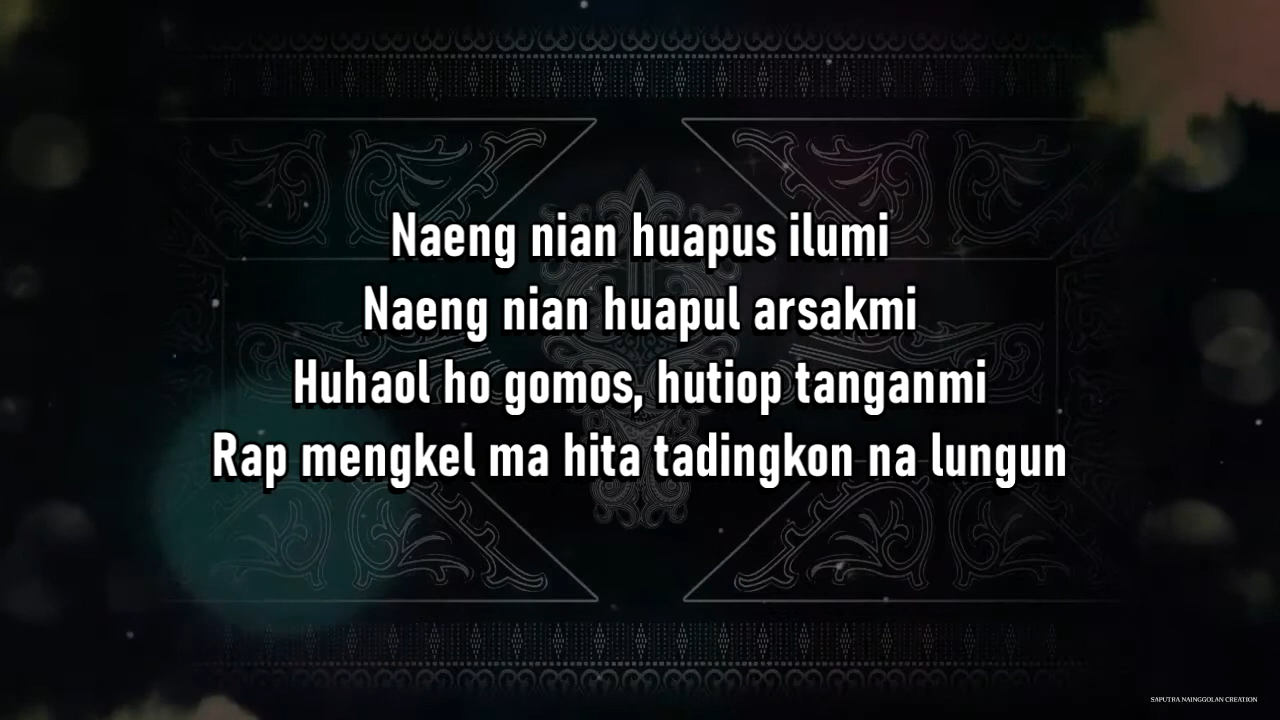 Naeng nian huapus ilumi
Naeng nian huapul arsakmi
Huhaol ho gomos, hutiop tanganmi
Rap mengkel ma hita tadingkon na lungun
SAPUTRA NAINGGOLAN CREATION